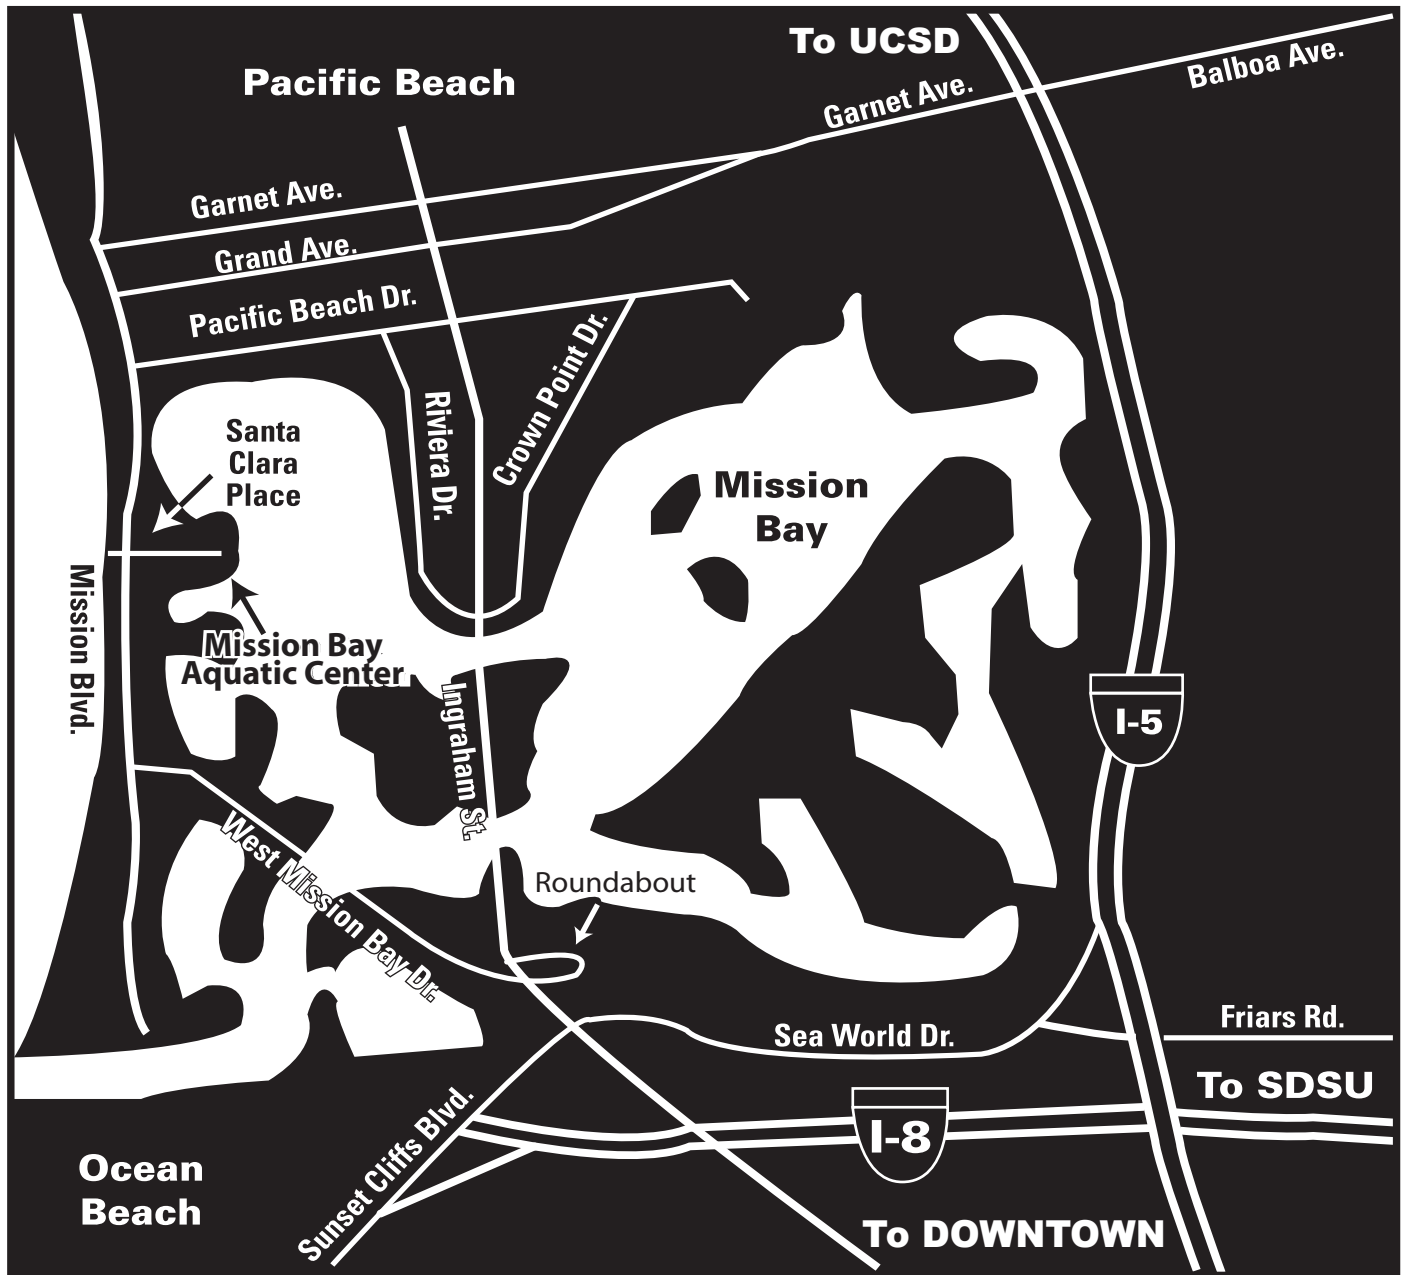 To UCSD
Balboa Ave.
Pacific Beach
Garnet Ave.
Garnet Ave.
Grand Ave.
Pacific Beach Dr.
Crown Point Dr.
Riviera Dr.
Santa
Clara
Place
Mission
Bay
Mission Blvd.
Mission Bay
Aquatic Center
Ingraham St.
I-5
West Mission Bay Dr.
Roundabout
Friars Rd.
Sea World Dr.
To SDSU
Sunset Cliffs Blvd.
I-8
Ocean
Beach
To DOWNTOWN